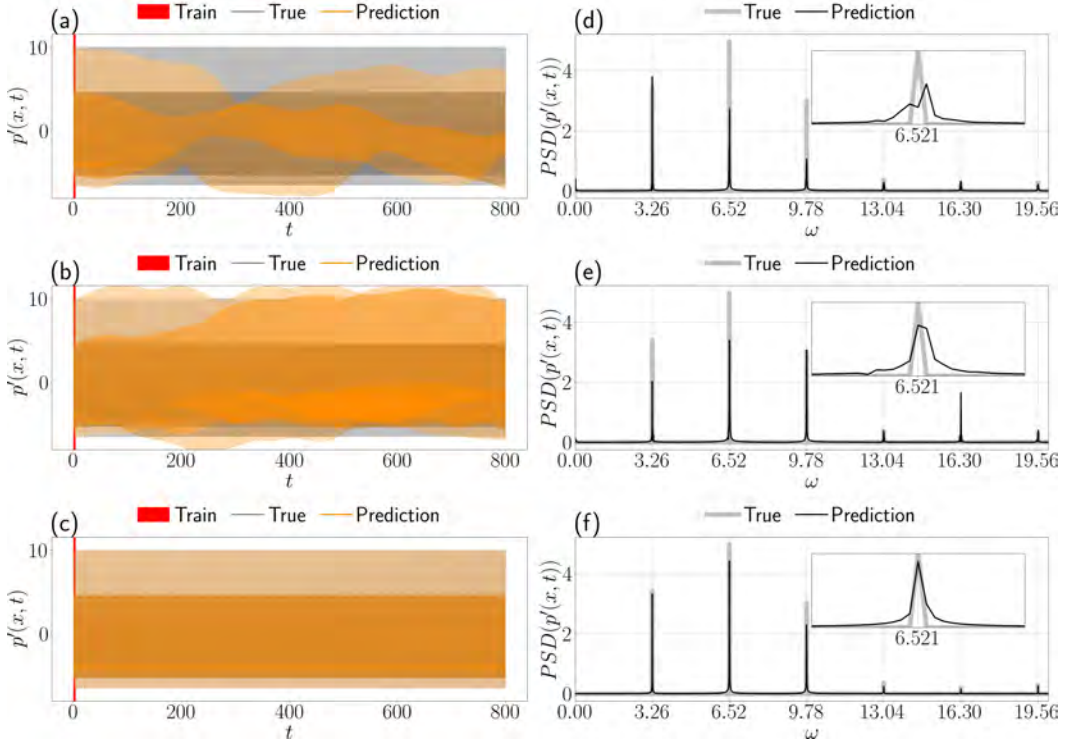 (a) Train True Prediction
10
0
p′(x, t)
0 200 400 600 800
t
(d) True Prediction
4
2
0
PSD(p′(x, t))
6.521
0.00 3.26 6.52 9.78 13.04 16.30 19.56
ω
(b) Train True Prediction
10
0
p′(x, t)
0 200 400 600 800
t
(e) True Prediction
4
2
0
PSD(p′(x, t))
6.521
0.00 3.26 6.52 9.78 13.04 16.30 19.56
ω
(c) Train True Prediction
10
0
p′(x, t)
0 200 400 600 800
t
(f) True Prediction
4
2
0
PSD(p′(x, t))
6.521
0.00 3.26 6.52 9.78 13.04 16.30 19.56
ω